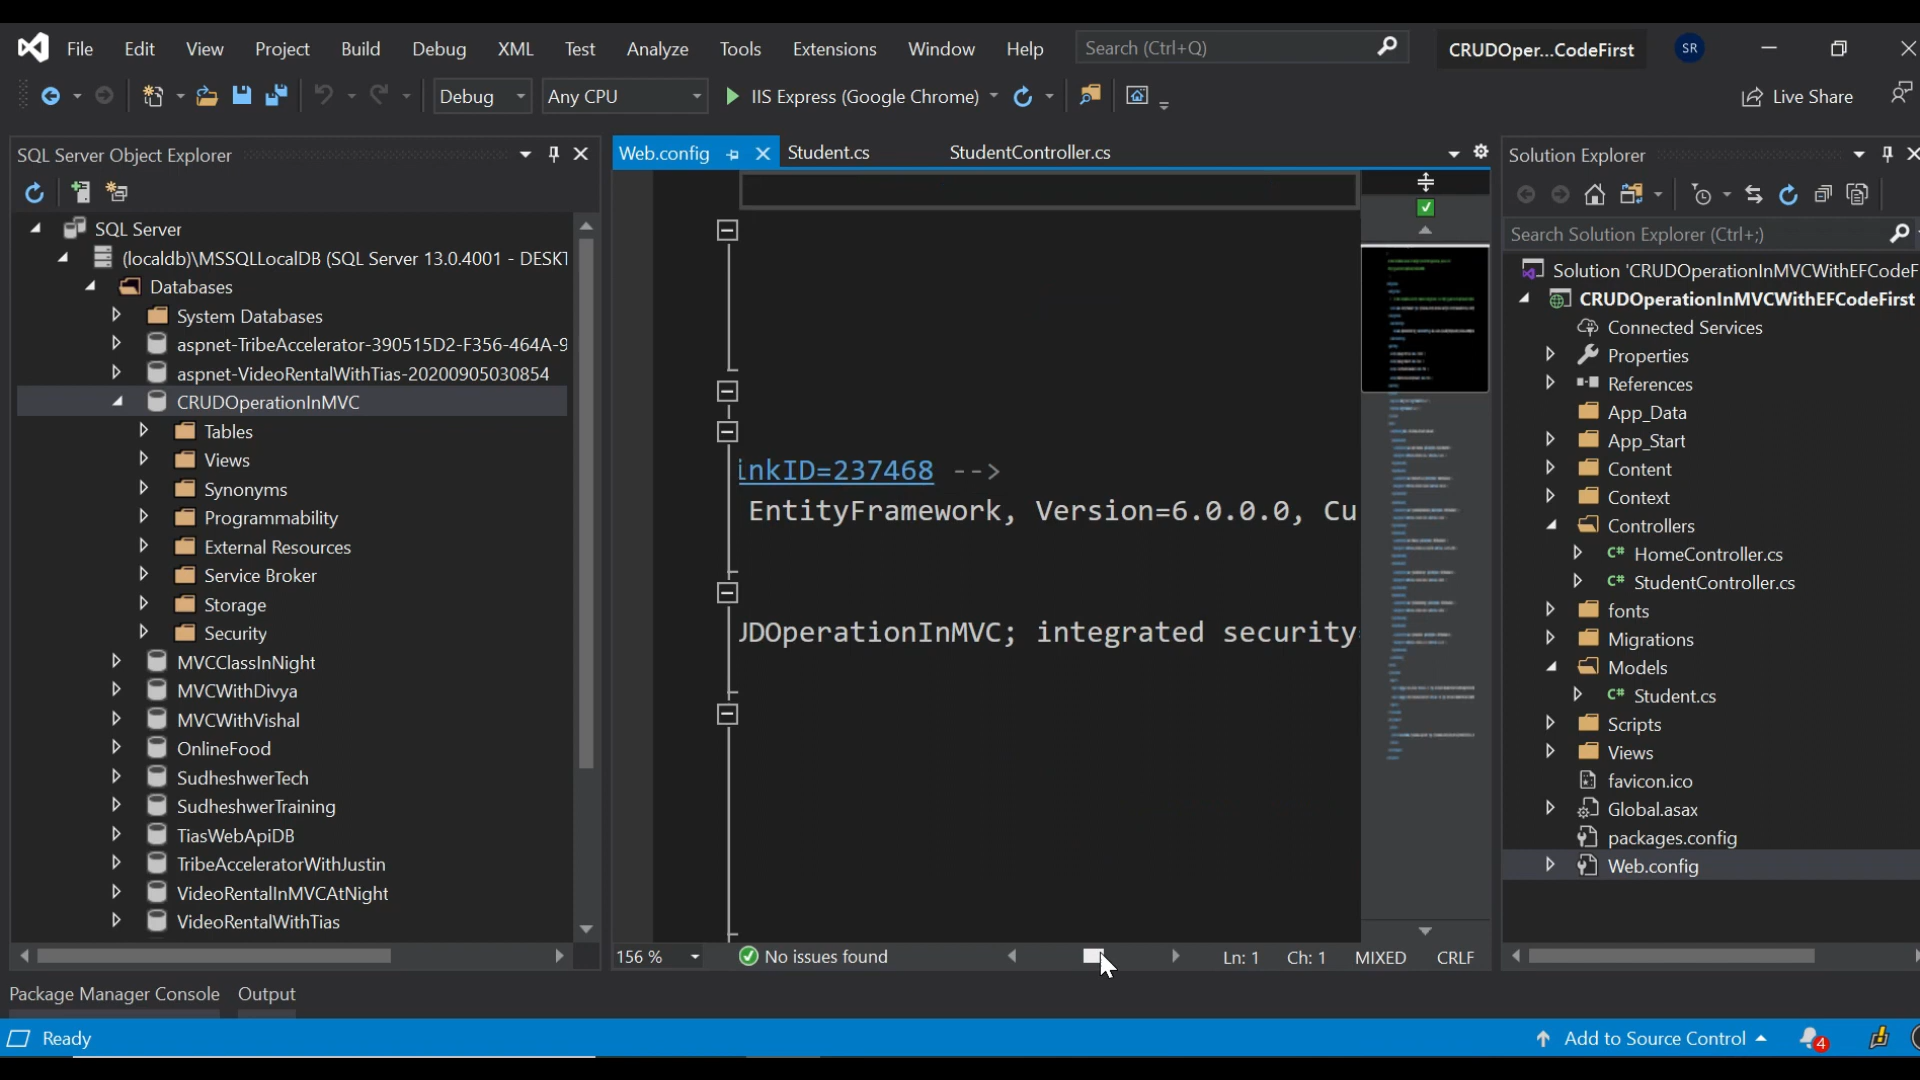 File Edit View Project Build Debug XML Test Analyze Tools Extensions Window Help Search (Ctrl+Q) CRUDOper...CodeFirst SR
Debug Any CPU IIS Express (Google Chrome) Live Share
SQL Server Object Explorer
SQL Server
(localdb)\MSSQLLocalDB (SQL Server 13.0.4001 - DESKT
Databases
System Databases
aspnet-TribeAccelerator-390515D2-F356-464A-9
aspnet-VideoRentalWithTias-20200905030854
CRUDOperationInMVC
Tables
Views
Synonyms
Programmability
External Resources
Service Broker
Storage
Security
MVCClassInNight
MVCWithDivya
MVCWithVishal
OnlineFood
SudheshwerTech
SudheshwerTraining
TiasWebApiDB
TribeAcceleratorWithJustin
VideoRentalInMVCAtNight
VideoRentalWithTias
Web.config Student.cs StudentController.cs
inkID=237468 -->
EntityFramework, Version=6.0.0.0, Cu
UDOperationInMVC; integrated security
156 % No issues found Ln: 1 Ch: 1 MIXED CRLF
Solution Explorer
Search Solution Explorer (Ctrl+;)
Solution 'CRUDOperationInMVCWithEFCodeF
CRUDOperationInMVCWithEFCodeFirst
Connected Services
Properties
References
App_Data
App_Start
Content
Context
Controllers
C# HomeController.cs
C# StudentController.cs
fonts
Migrations
Models
C# Student.cs
Scripts
Views
favicon.ico
Global.asax
packages.config
Web.config
Package Manager Console Output
Ready Add to Source Control 4